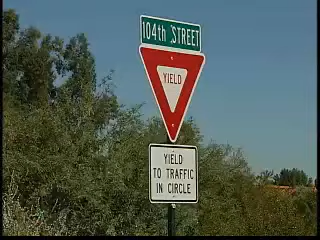 104th STREET
YIELD
YIELD
TO TRAFFIC
IN CIRCLE